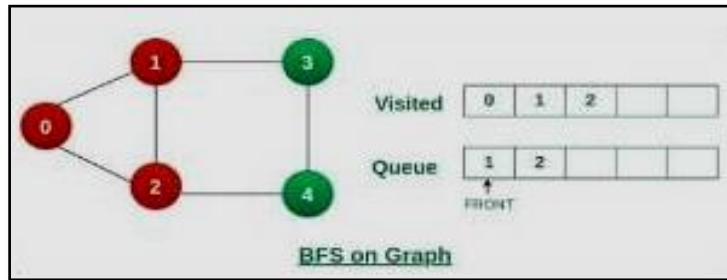 1 3
Visited 0 1 2
0
Queue 1 2
2 4
FRONT
BFS on Graph